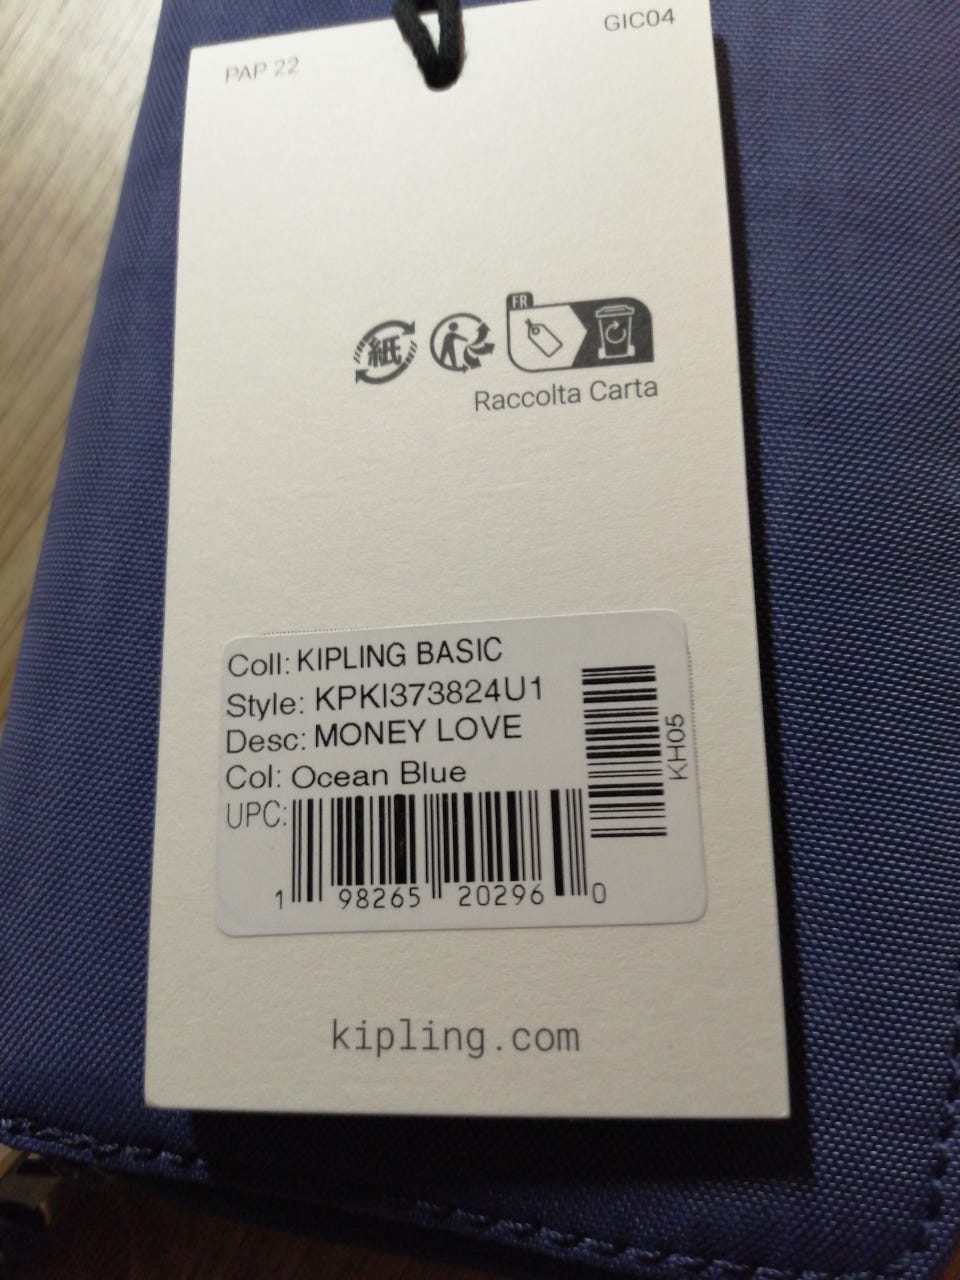 PAP 22
GIC04
紙
FR
Raccolta Carta
Coll: KIPLING BASIC
Style: KPKI373824U1
Desc: MONEY LOVE
Col: Ocean Blue
UPC:
1 98265 20296 0
KH05
kipling.com